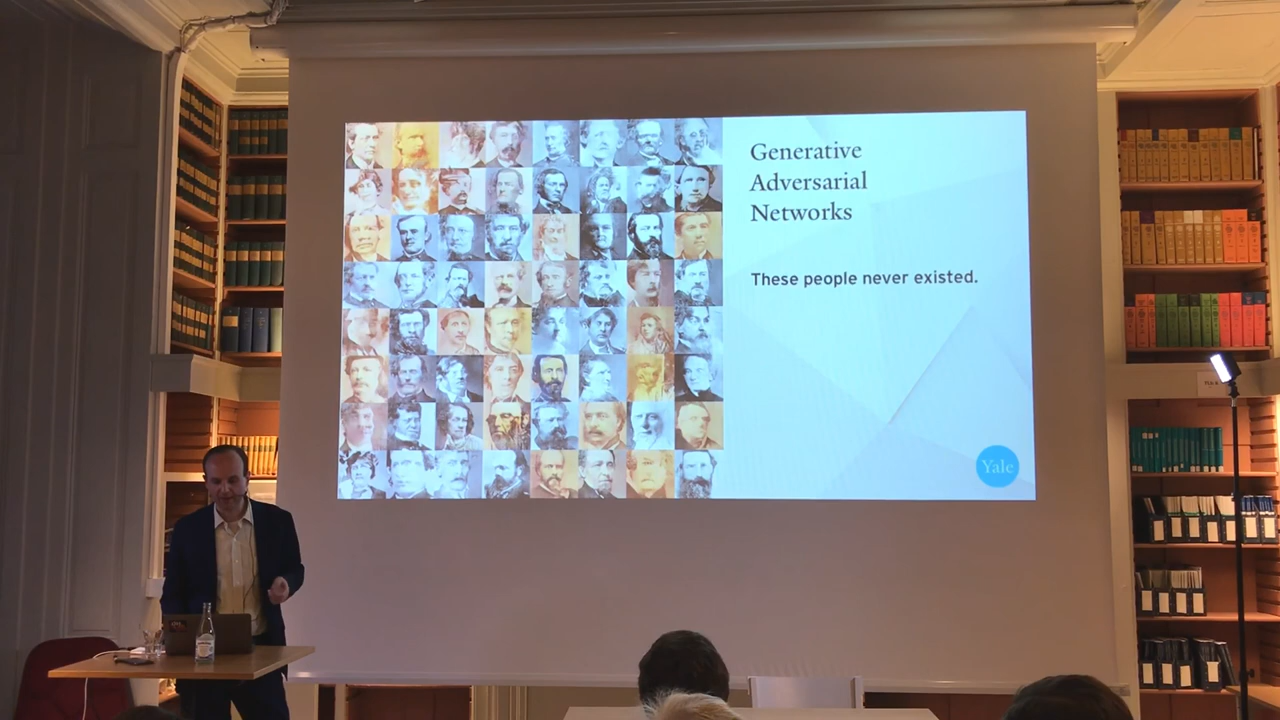 Generative
Adversarial
Networks
These people never existed.
Yale